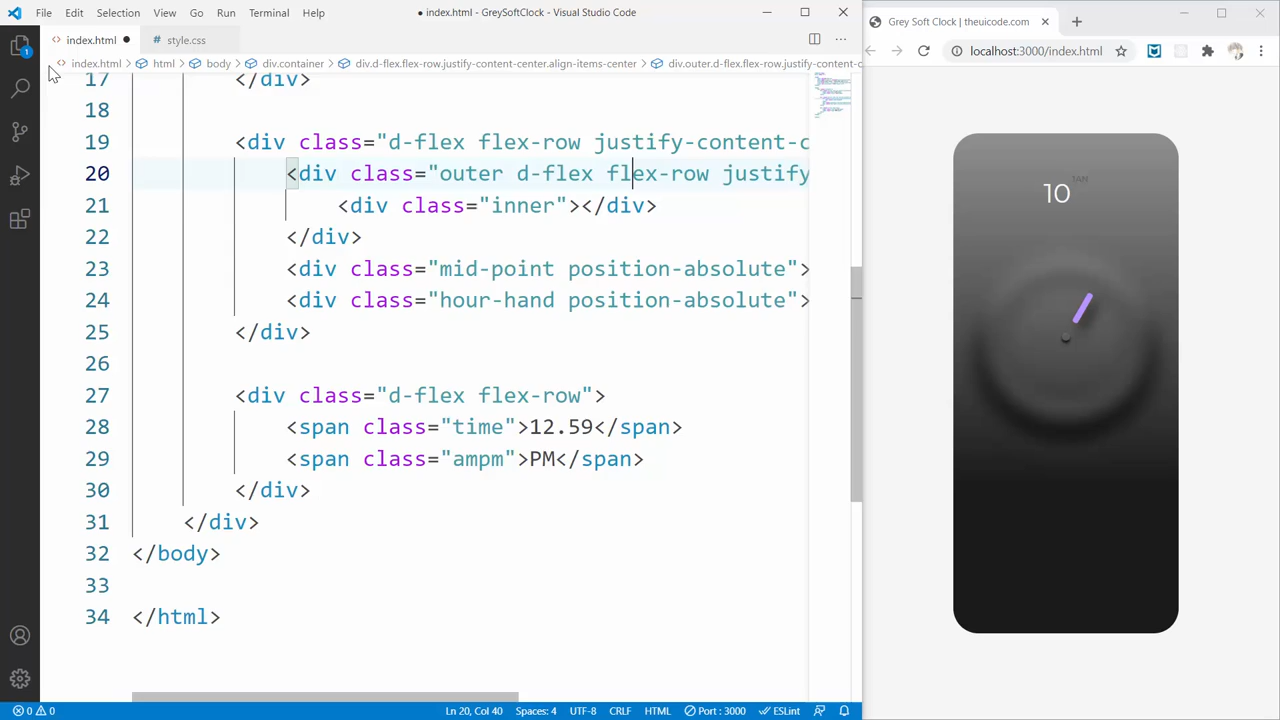 File Edit Selection View Go Run Terminal Help
● index.html - GreySoftClock - Visual Studio Code
Grey Soft Clock | theuicode.com
index.html ●
style.css
localhost:3000/index.html
index.html > html > body > div.container > div.d-flex.flex-row.justify-content-center.align-items-center > div.outer.d-flex.flex-row.justify-content-c
17 </div>
18
19 <div class="d-flex flex-row justify-content-c
20 <div class="outer d-flex flex-row justify
21 <div class="inner"></div>
22 </div>
23 <div class="mid-point position-absolute">
24 <div class="hour-hand position-absolute">
25 </div>
26
27 <div class="d-flex flex-row">
28 <span class="time">12.59</span>
29 <span class="ampm">PM</span>
30 </div>
31 </div>
32 </body>
33
34 </html>
JAN
10
1
0 0 Ln 20, Col 40 Spaces: 4 UTF-8 CRLF HTML Port : 3000 ESLint